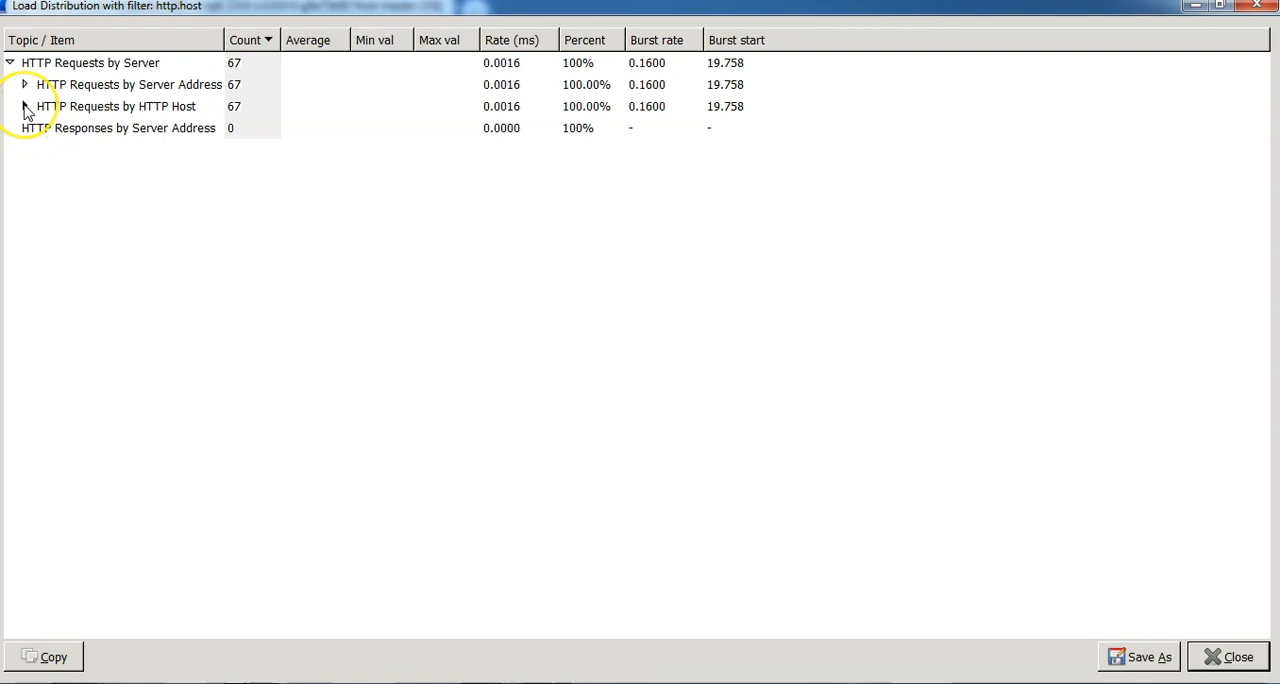 Load Distribution with filter: http.host
Topic / Item Count Average Min val Max val Rate (ms) Percent Burst rate Burst start
HTTP Requests by Server 67 0.0016 100% 0.1600 19.758
HTTP Requests by Server Address 67 0.0016 100.00% 0.1600 19.758
HTTP Requests by HTTP Host 67 0.0016 100.00% 0.1600 19.758
HTTP Responses by Server Address 0 0.0000 100% - -
Copy Save As Close